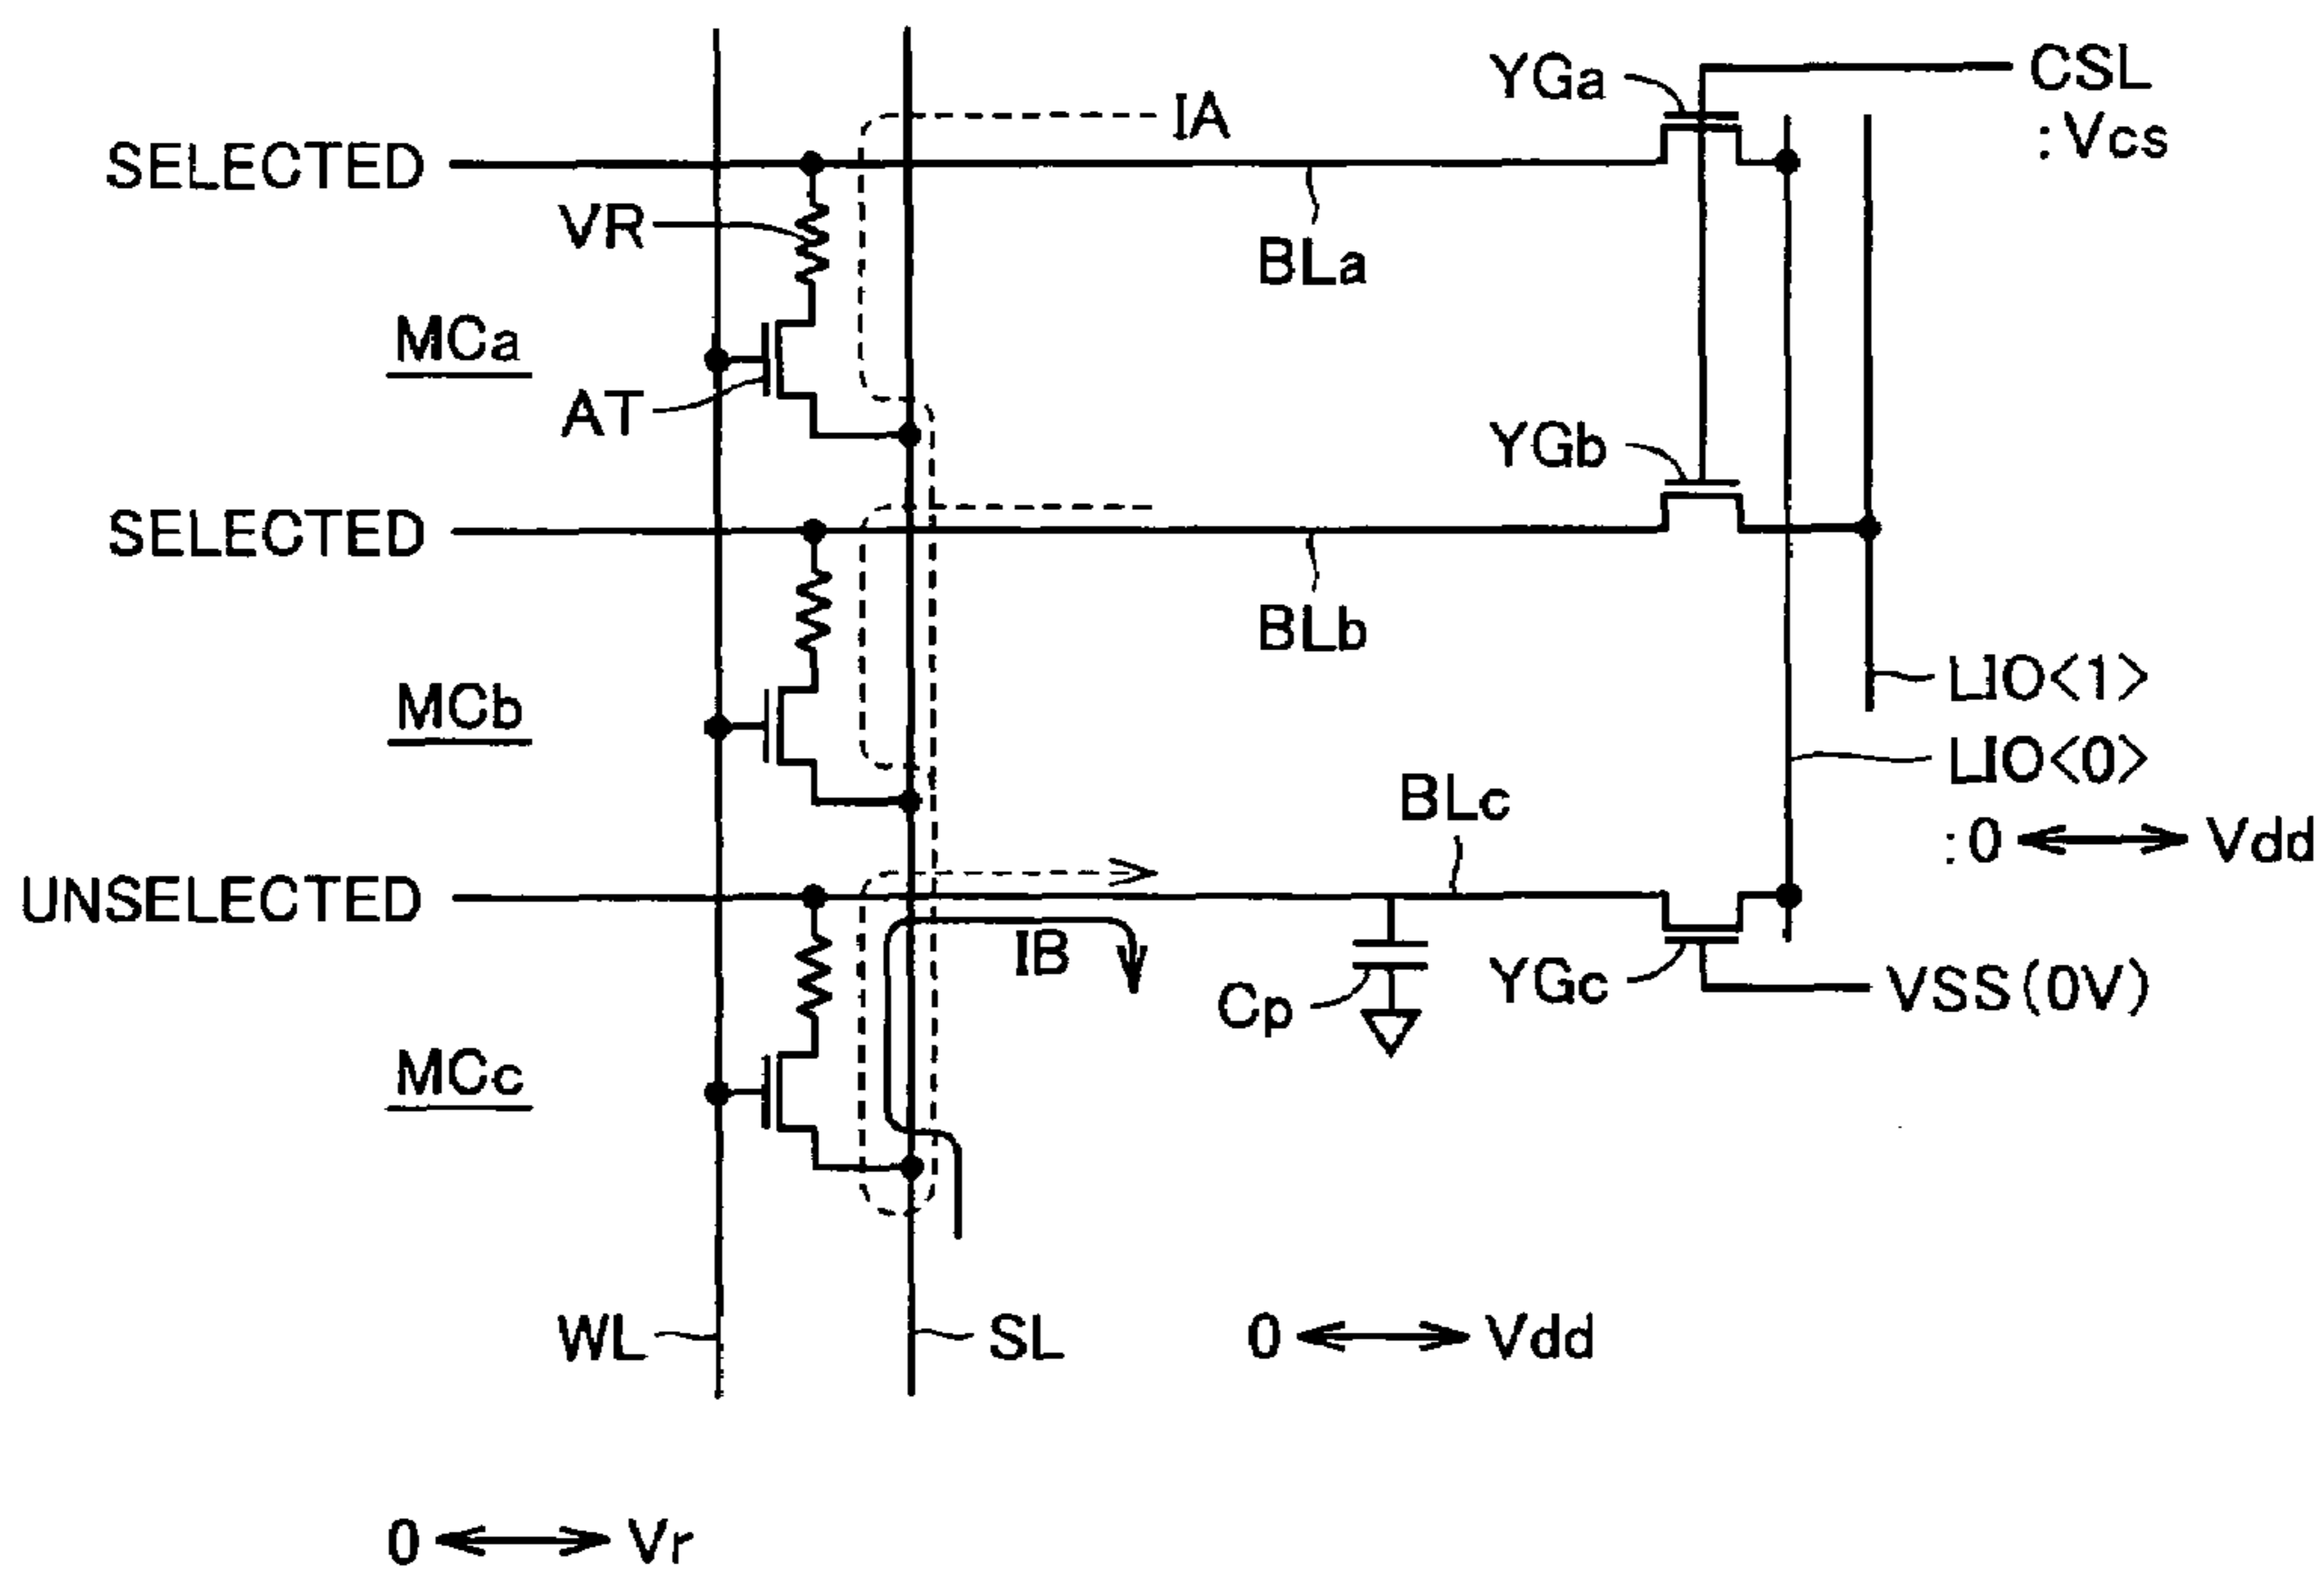 YGa
CSL
:Vcs
IA
SELECTED
VR
BLa
MCa
AT
YGb
SELECTED
BLb
LIO<1>
MCb
LIO<0>
BLc
:0 Vdd
UNSELECTED
IB
Cp
YGc
VSS(0V)
MCc
WL
SL
0 Vdd
0 Vr